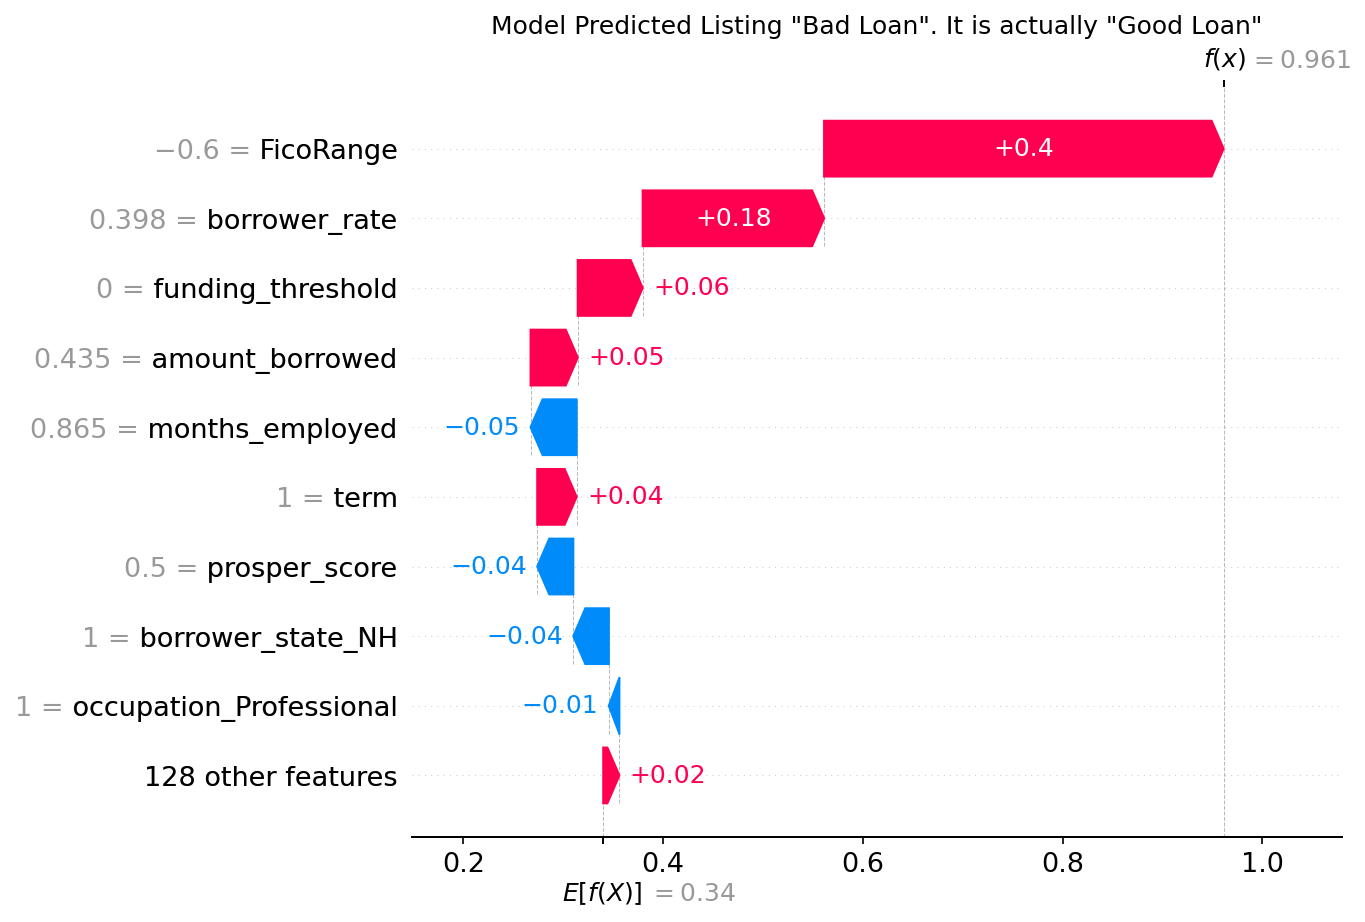 Model Predicted Listing "Bad Loan". It is actually "Good Loan"
f(x) = 0.961
−0.6 = FicoRange
+0.4
0.398 = borrower_rate
+0.18
0 = funding_threshold
+0.06
0.435 = amount_borrowed
+0.05
0.865 = months_employed
−0.05
1 = term
+0.04
0.5 = prosper_score
−0.04
1 = borrower_state_NH
−0.04
1 = occupation_Professional
−0.01
128 other features
+0.02
0.2 0.4 0.6 0.8 1.0
E[f(X)] = 0.34